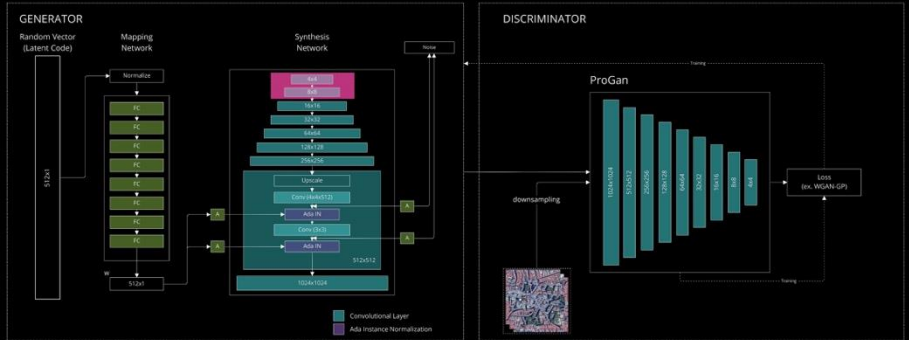 GENERATOR
Random Vector
(Latent Code)
512x1
Mapping
Network
Normalize
FC
FC
FC
FC
FC
FC
FC
FC
W
512x1
Synthesis
Network
4x4
8x8
16x16
32x32
64x64
128x128
256x256
Upscale
Conv (4x4x512)
A
Ada IN
A
Conv (3x3)
A
Ada IN
A
512x512
1024x1024
Noise
Convolutional Layer
Ada Instance Normalization
DISCRIMINATOR
Training
ProGan
1024x1024
512x512
256x256
128x128
64x64
32x32
16x16
8x8
4x4
downsampling
Loss
(ex. WGAN-GP)
Training